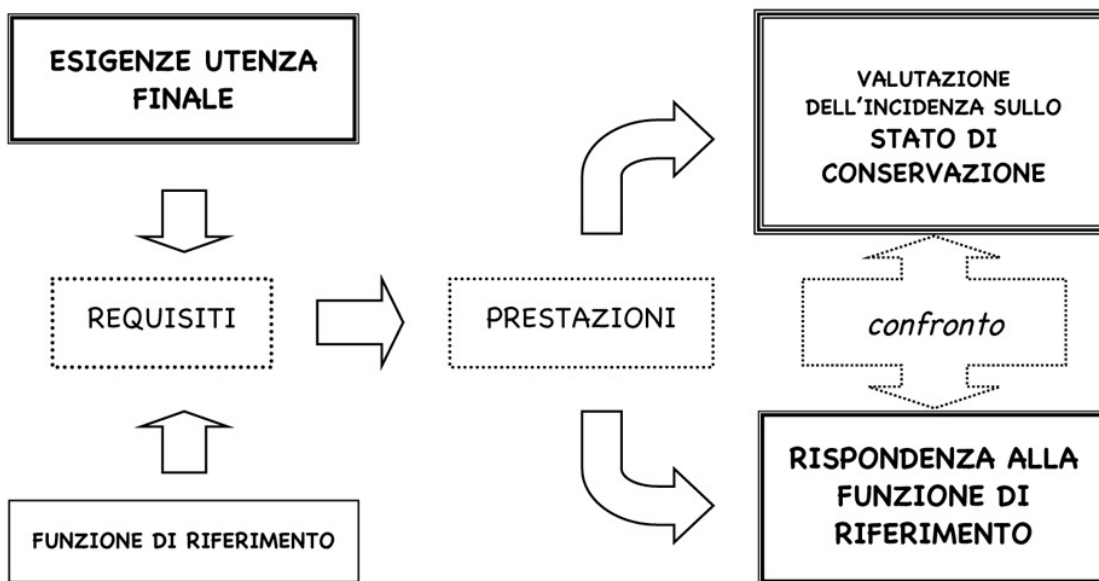 ESIGENZE UTENZA
FINALE
VALUTAZIONE
DELL'INCIDENZA SULLO
STATO DI
CONSERVAZIONE
REQUISITI
PRESTAZIONI
confronto
FUNZIONE DI RIFERIMENTO
RISPONDENZA ALLA
FUNZIONE DI
RIFERIMENTO